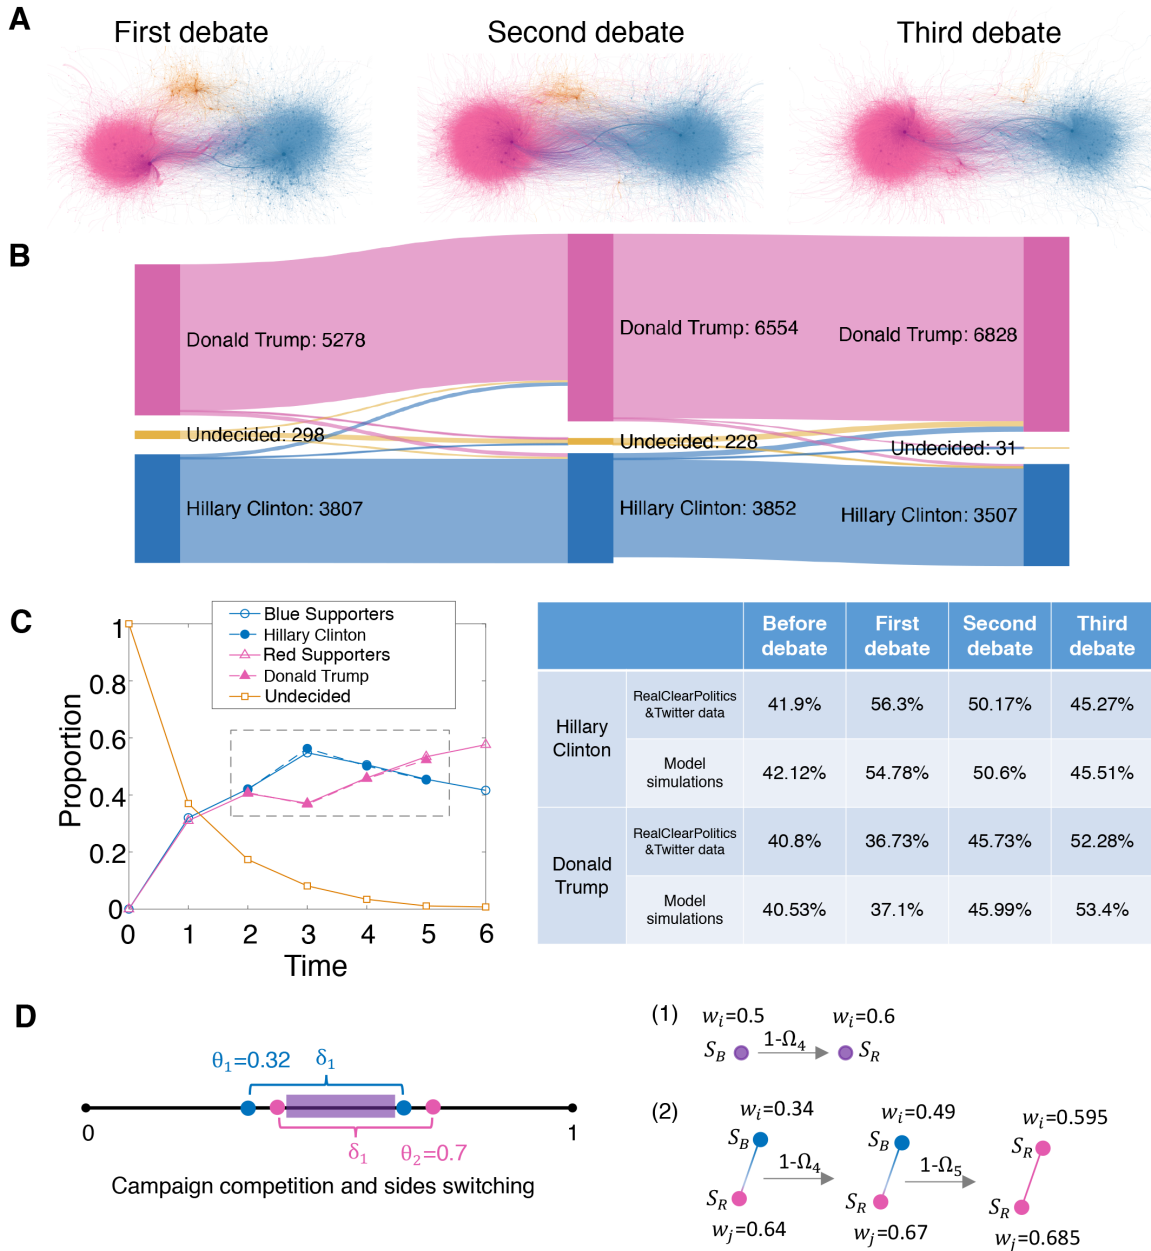 A
First debate
Second debate
Third debate
B
Donald Trump: 5278
Donald Trump: 6554
Donald Trump: 6828
Undecided: 298
Undecided: 228
Undecided: 31
Hillary Clinton: 3807
Hillary Clinton: 3852
Hillary Clinton: 3507
C
Blue Supporters
Hillary Clinton
Red Supporters
Donald Trump
Undecided
1
0.8
0.6
0.4
0.2
0
0 1 2 3 4 5 6
Proportion
Time
Before debate
First debate
Second debate
Third debate
Hillary Clinton
RealClearPolitics &Twitter data
41.9% 56.3% 50.17% 45.27%
Model simulations
42.12% 54.78% 50.6% 45.51%
Donald Trump
RealClearPolitics &Twitter data
40.8% 36.73% 45.73% 52.28%
Model simulations
40.53% 37.1% 45.99% 53.4%
D
θ₁=0.32 δ₁
0 1
δ₁ θ₂=0.7
Campaign competition and sides switching
(1)
wᵢ=0.5 wᵢ=0.6
S_B 1-Ω₄ S_R
(2)
wᵢ=0.34 wᵢ=0.49 wᵢ=0.595
S_B 1-Ω₄ S_B 1-Ω₅ S_R
S_R S_R S_R
wⱼ=0.64 wⱼ=0.67 wⱼ=0.685